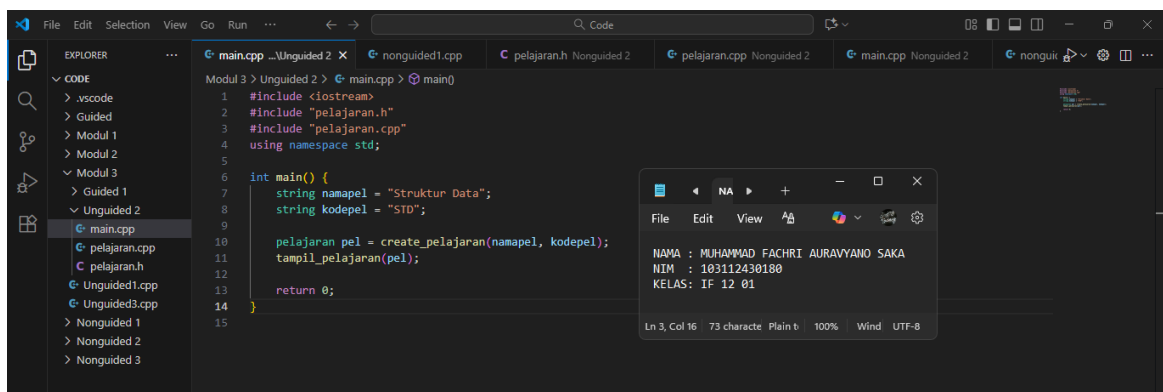 File Edit Selection View Go Run ... Code
EXPLORER ...
main.cpp ...\Unguided 2 nonguided1.cpp pelajaran.h Nonguided 2 pelajaran.cpp Nonguided 2 main.cpp Nonguided 2 nonguic
CODE
.vscode
Guided
Modul 1
Modul 2
Modul 3
Guided 1
Unguided 2
main.cpp
pelajaran.cpp
pelajaran.h
Unguided1.cpp
Unguided3.cpp
Nonguided 1
Nonguided 2
Nonguided 3
Modul 3 > Unguided 2 > main.cpp > main()
1 #include <iostream>
2 #include "pelajaran.h"
3 #include "pelajaran.cpp"
4 using namespace std;
5
6 int main() {
7 string namapel = "Struktur Data";
8 string kodepel = "STD";
9
10 pelajaran pel = create_pelajaran(namapel, kodepel);
11 tampil_pelajaran(pel);
12
13 return 0;
14 }
15
NA
File Edit View
NAMA : MUHAMMAD FACHRI AURAVYANO SAKA
NIM : 103112430180
KELAS: IF 12 01
Ln 3, Col 16 73 characte Plain t 100% Wind UTF-8